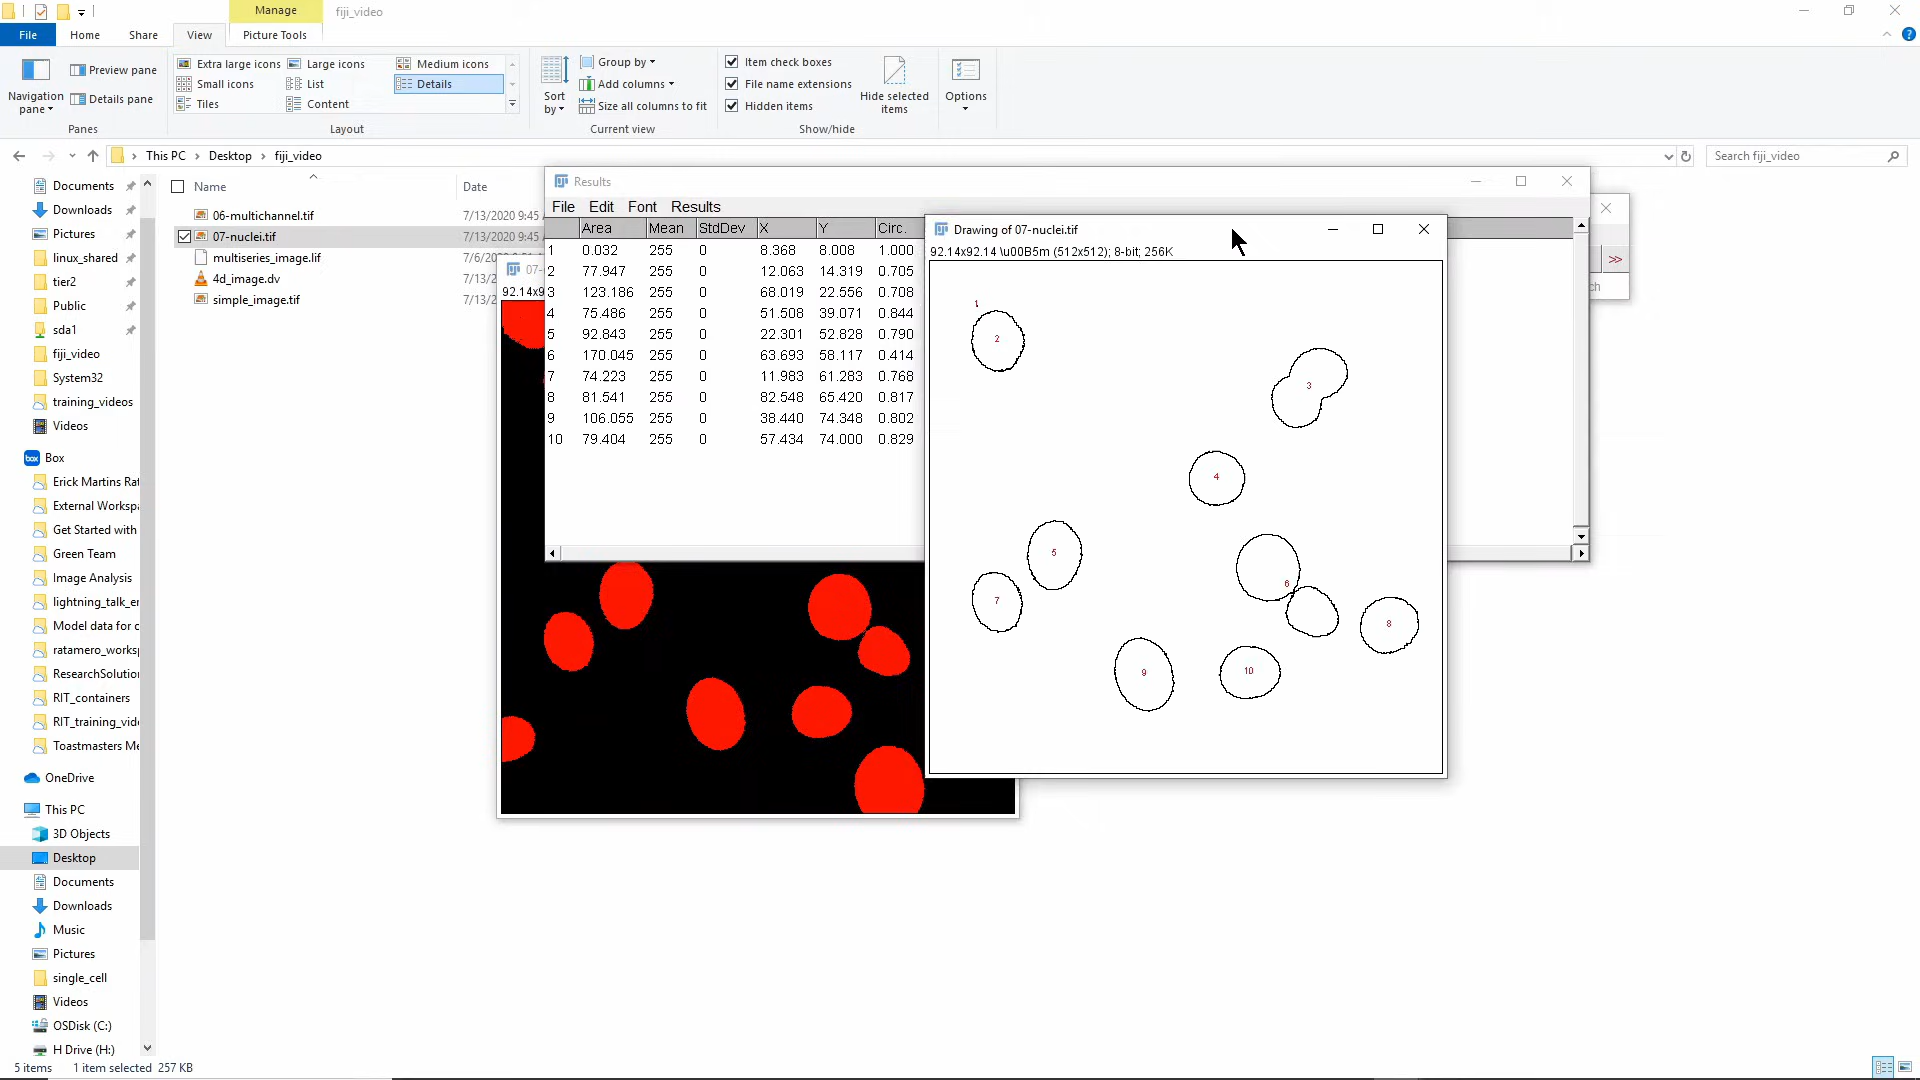 Manage
fiji_video
File
Home
Share
View
Picture Tools
Extra large icons
Large icons
Medium icons
Small icons
List
Details
Tiles
Content
Preview pane
Details pane
Navigation
pane
Panes
Layout
Sort
by
Group by
Add columns
Size all columns to fit
Current view
Item check boxes
File name extensions
Hidden items
Hide selected
items
Show/hide
Options
This PC
Desktop
fiji_video
Search fiji_video
Name
Date
06-multichannel.tif
7/13/2020 9:45
07-nuclei.tif
7/13/2020 9:45
multiseries_image.lif
4d_image.dv
simple_image.tif
Documents
Downloads
Pictures
linux_shared
tier2
Public
sda1
fiji_video
System32
training_videos
Videos
Box
Erick Martins Rat
External Workspa
Get Started with
Green Team
Image Analysis
lightning_talk_er
Model data for c
ratamero_worksp
ResearchSolution
RIT_containers
RIT_training_vide
Toastmasters Me
OneDrive
This PC
3D Objects
Desktop
Documents
Downloads
Music
Pictures
single_cell
Videos
OSDisk (C:)
H Drive (H:)
5 items
1 item selected 257 KB
Results
File Edit Font Results
Area Mean StdDev X Y Circ.
1 0.032 255 0 8.368 8.008 1.000
2 77.947 255 0 12.063 14.319 0.705
3 123.186 255 0 68.019 22.556 0.708
4 75.486 255 0 51.508 39.071 0.844
5 92.843 255 0 22.301 52.828 0.790
6 170.045 255 0 63.693 58.117 0.414
7 74.223 255 0 11.983 61.283 0.768
8 81.541 255 0 82.548 65.420 0.817
9 106.055 255 0 38.440 74.348 0.802
10 79.404 255 0 57.434 74.000 0.829
Drawing of 07-nuclei.tif
92.14x92.14 \u00B5m (512x512); 8-bit; 256K
1
2
3
4
5
6
7
8
9
10
>>